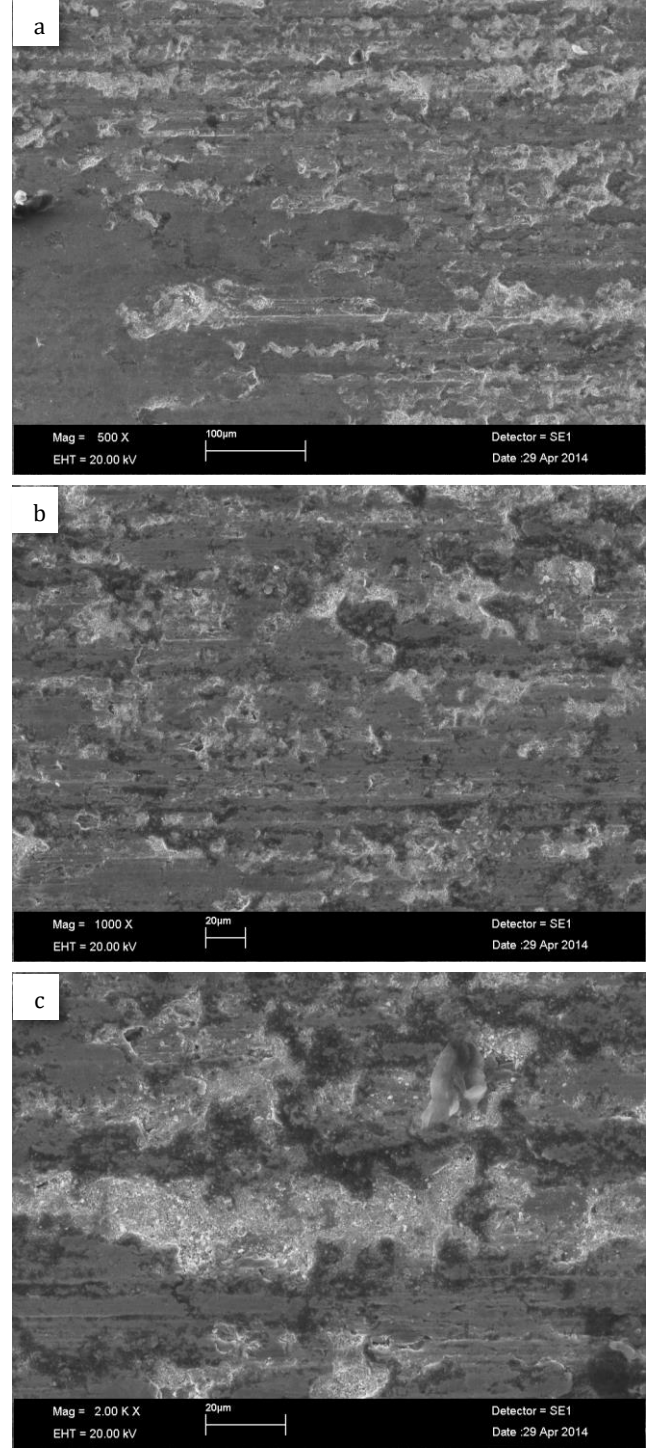 a
100µm
Mag = 500 X
Detector = SE1
EHT = 20.00 kV
Date :29 Apr 2014
b
20µm
Mag = 1000 X
Detector = SE1
EHT = 20.00 kV
Date :29 Apr 2014
c
20µm
Mag = 2.00 K X
Detector = SE1
EHT = 20.00 kV
Date :29 Apr 2014